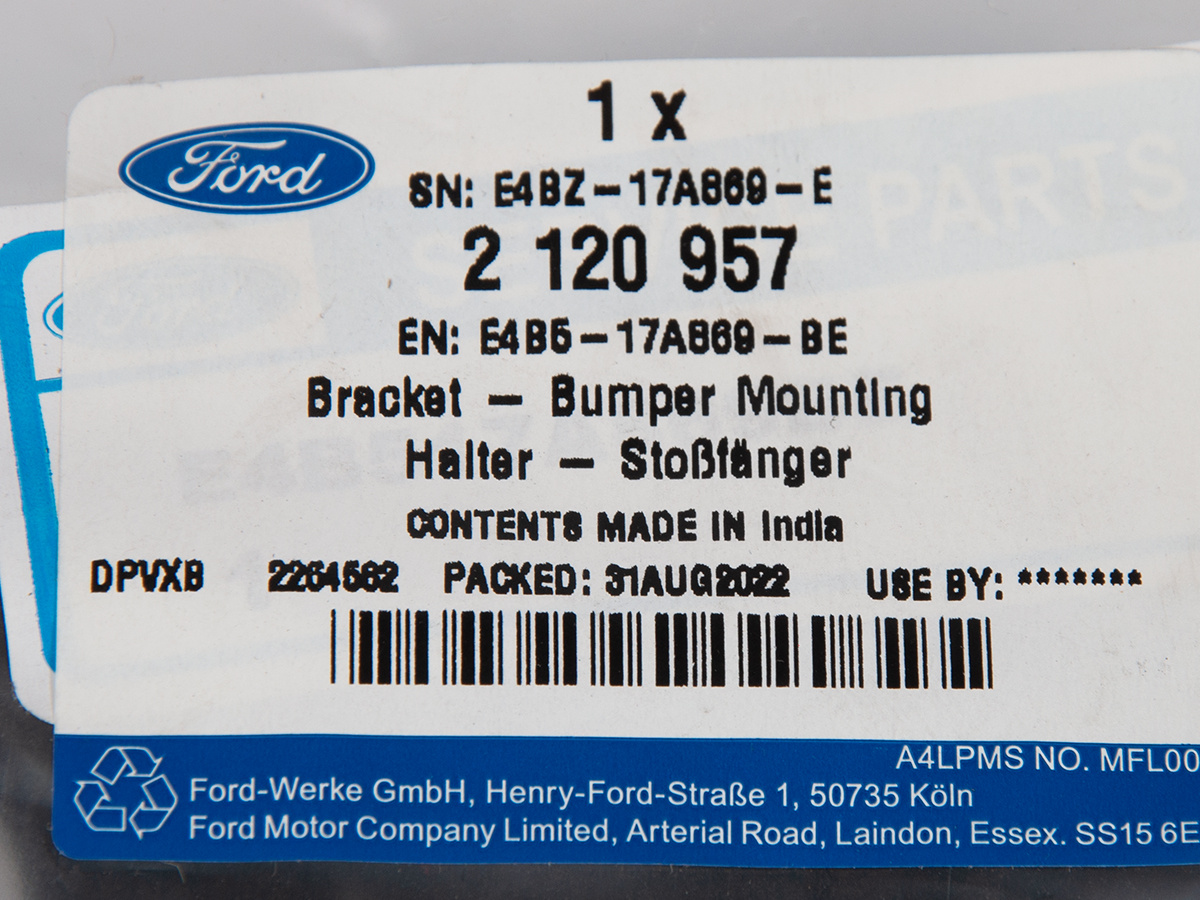 1 x
Ford
SN: E4BZ-17A869-E
2 120 957
EN: E4B5-17A869-BE
Bracket - Bumper Mounting
Halter - Stoßfänger
CONTENTS MADE IN India
DPVXB 2264562 PACKED: 31AUG2022 USE BY: *******
A4LPMS NO. MFL00
Ford-Werke GmbH, Henry-Ford-Straße 1, 50735 Köln
Ford Motor Company Limited, Arterial Road, Laindon, Essex. SS15 6E
PARTS